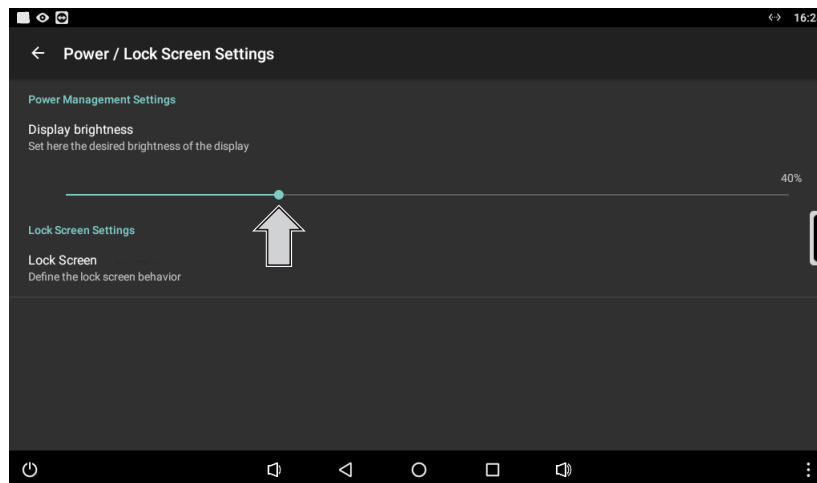 16:2
Power / Lock Screen Settings
Power Management Settings
Display brightness
Set here the desired brightness of the display
40%
Lock Screen Settings
Lock Screen
Define the lock screen behavior